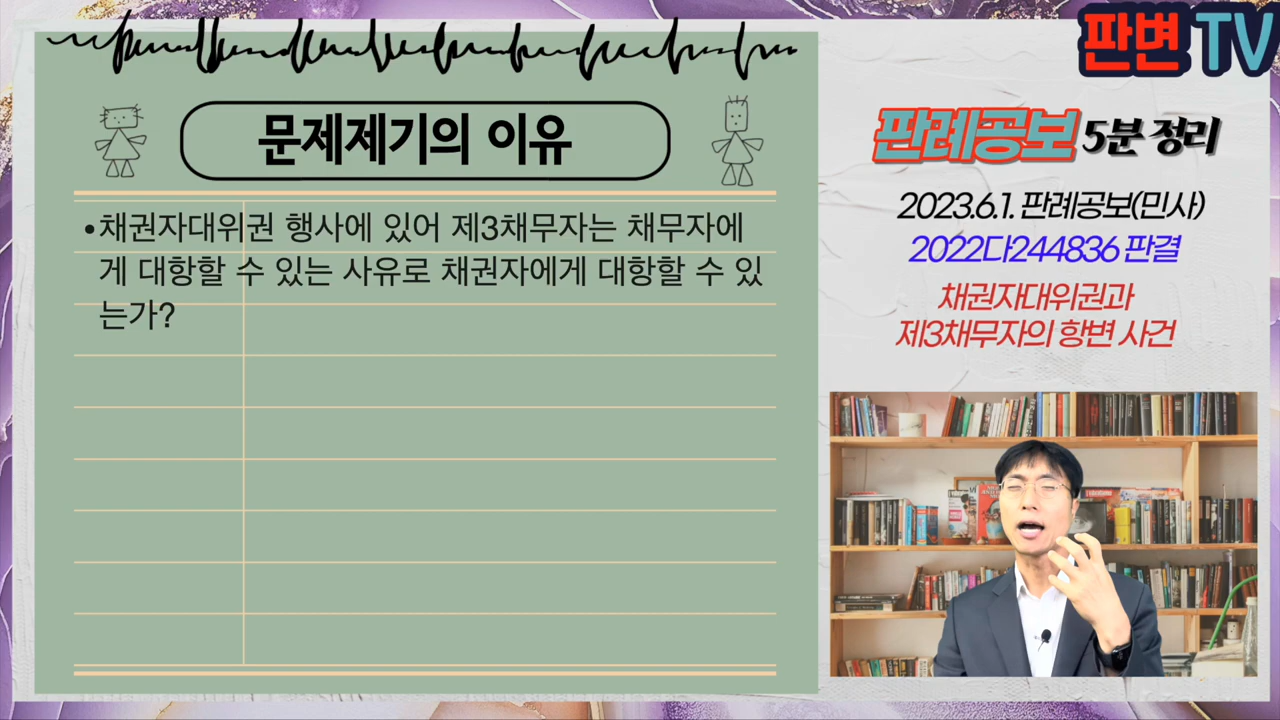 판변 TV
문제제기의 이유
•채권자대위권 행사에 있어 제3채무자는 채무자에
게 대항할 수 있는 사유로 채권자에게 대항할 수 있
는가?
판례공보 5분 정리
2023.6.1. 판례공보(민사)
2022다244836 판결
채권자대위권과
제3채무자의 항변 사건